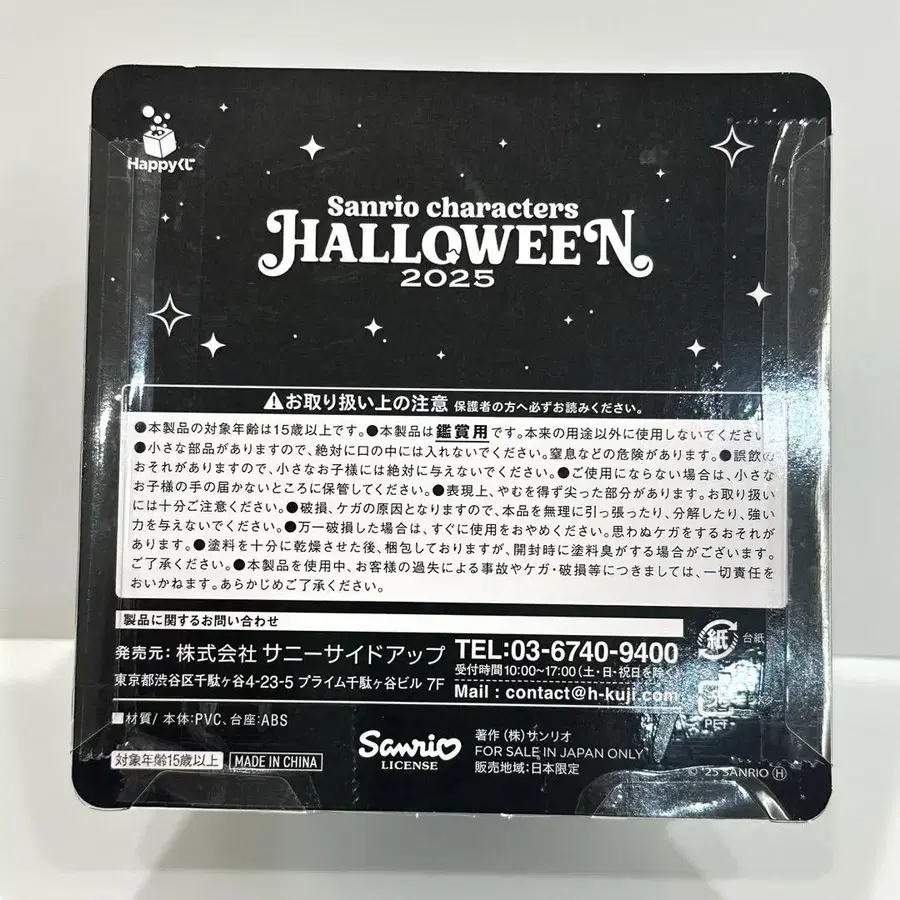 Happyくじ
Sanrio characters
HALLOWEEN
2025
お取り扱い上の注意 保護者の方へ必ずお読みください。
●本製品の対象年齢は15歳以上です。●本製品は鑑賞用です。本来の用途以外に使用しないでください。
●小さな部品がありますので、絶対に口の中には入れないでください。窒息などの危険があります。●誤飲の
おそれがありますので、小さなお子様には絶対に与えないでください。●ご使用にならない場合は、小さな
お子様の手の届かないところに保管してください。●表現上、やむを得ず尖った部分があります。お取り扱い
には十分ご注意ください。●破損、ケガの原因となりますので、本品を無理に引っ張ったり、分解したり、強い
力を与えないでください。●万一破損した場合は、すぐに使用をおやめください。思わぬケガをするおそれが
あります。●塗料を十分に乾燥させた後、梱包しておりますが、開封時に塗料臭がする場合がございます。
ご了承ください。●本製品を使用中、お客様の過失による事故やケガ・破損等につきましては、一切責任を
おいかねます。あらかじめご了承ください。
製品に関するお問い合わせ
発売元:株式会社 サニーサイドアップ
東京都渋谷区千駄ヶ谷4-23-5 プライム千駄ヶ谷ビル 7F
TEL:03-6740-9400
受付時間10:00~17:00(土・日・祝日を除く)
Mail : contact@h-kuji.com
紙 台紙
PET
■材質/ 本体:PVC、台座:ABS
対象年齢15歳以上 MADE IN CHINA
Sanrio
LICENSE
著作 (株)サンリオ
FOR SALE IN JAPAN ONLY
販売地域:日本限定
© '25 SANRIO Ⓗ